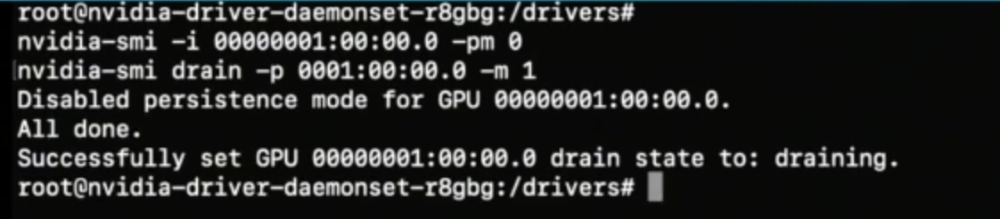 root@nvidia-driver-daemonset-r8gbg:/drivers#
nvidia-smi -i 00000001:00:00.0 -pm 0
nvidia-smi drain -p 0001:00:00.0 -m 1
Disabled persistence mode for GPU 00000001:00:00.0.
All done.
Successfully set GPU 00000001:00:00.0 drain state to: draining.
root@nvidia-driver-daemonset-r8gbg:/drivers#